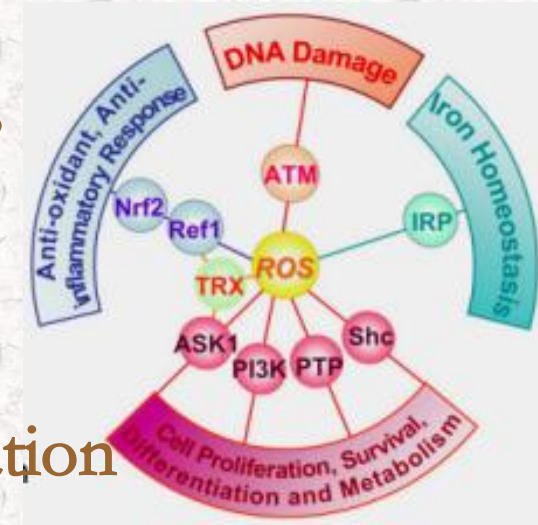 DNA Damage
Anti-oxidant, Anti-
inflammatory Response
Iron Homeostasis
ATM
Nrf2
Ref1
IRP
ROS
TRX
ASK1
PI3K
PTP
Shc
Cell Proliferation, Survival,
Differentiation and Metabolism